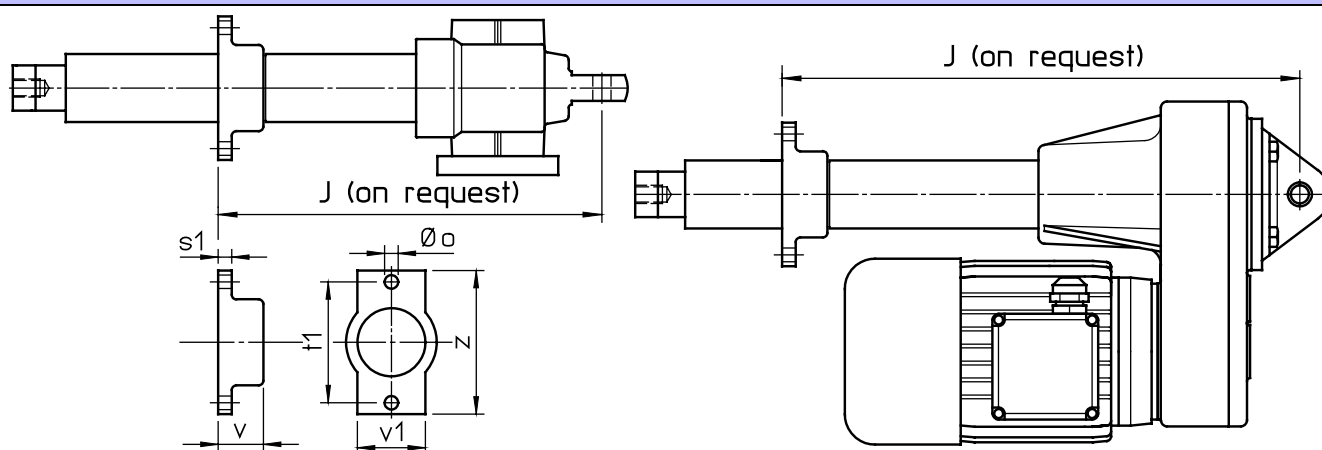 J (on request)
J (on request)
s1
Øo
t1
z
v
v1